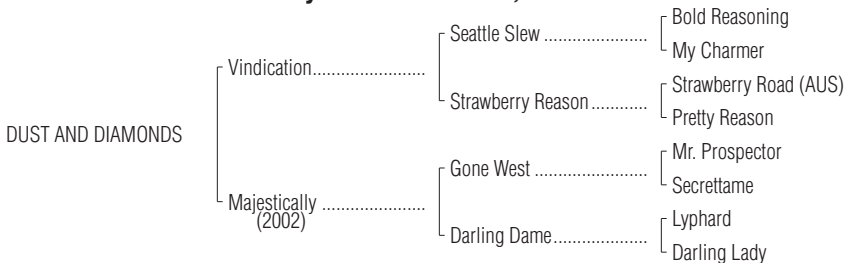 Bold Reasoning
Seattle Slew ......................
My Charmer
Vindication.......................
Strawberry Road (AUS)
Strawberry Reason............
Pretty Reason
DUST AND DIAMONDS
Mr. Prospector
Gone West ........................
Secrettame
Majestically ......................
(2002)
Lyphard
Darling Dame....................
Darling Lady